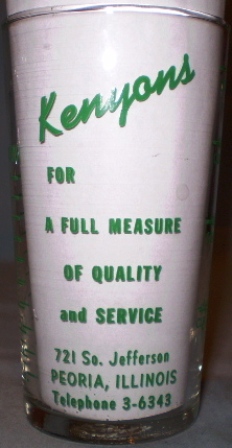 Kenyons
FOR
A FULL MEASURE
OF QUALITY
and SERVICE
721 So. Jefferson
PEORIA, ILLINOIS
Telephone 3-6343